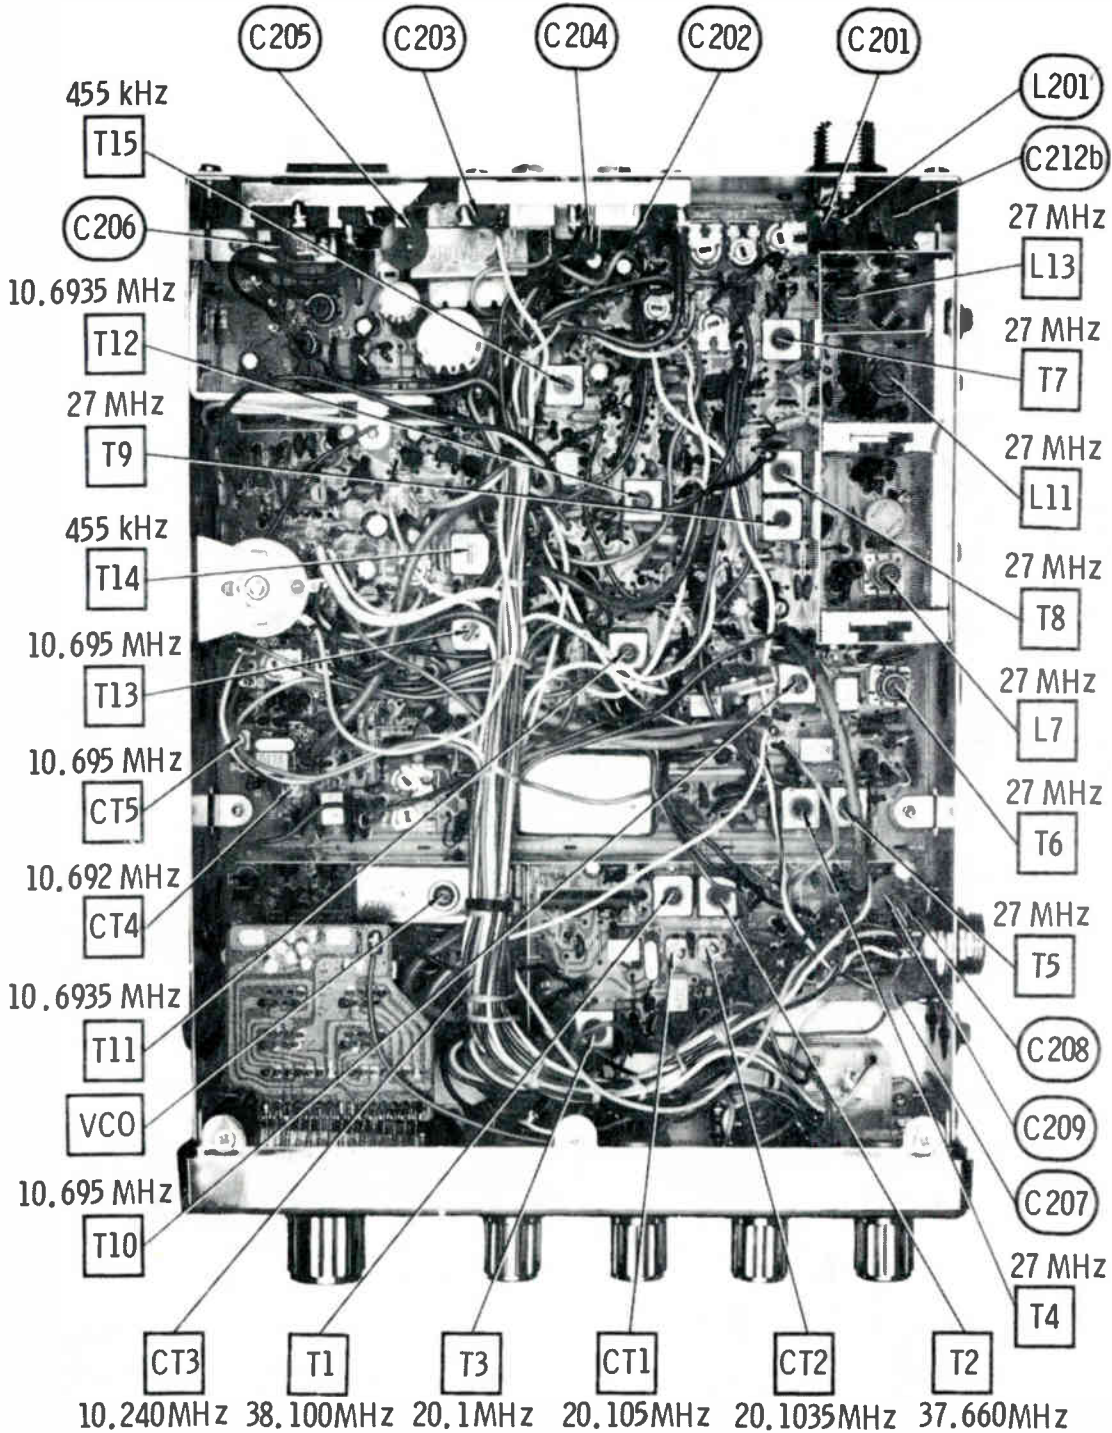 C205
C203
C204
C202
C201
455 kHz
T15
L201
C212b
C206
27 MHz
L13
10.6935 MHz
T12
27 MHz
T7
27 MHz
T9
27 MHz
L11
455 kHz
T14
27 MHz
T8
10.695 MHz
T13
27 MHz
L7
10.695 MHz
CT5
27 MHz
T6
10.692 MHz
CT4
27 MHz
T5
10.6935 MHz
T11
C208
VCO
C209
10.695 MHz
T10
C207
27 MHz
T4
CT3
T1
T3
CT1
CT2
T2
10.240MHz
38.100MHz
20.1MHz
20.105MHz
20.1035MHz
37.660MHz